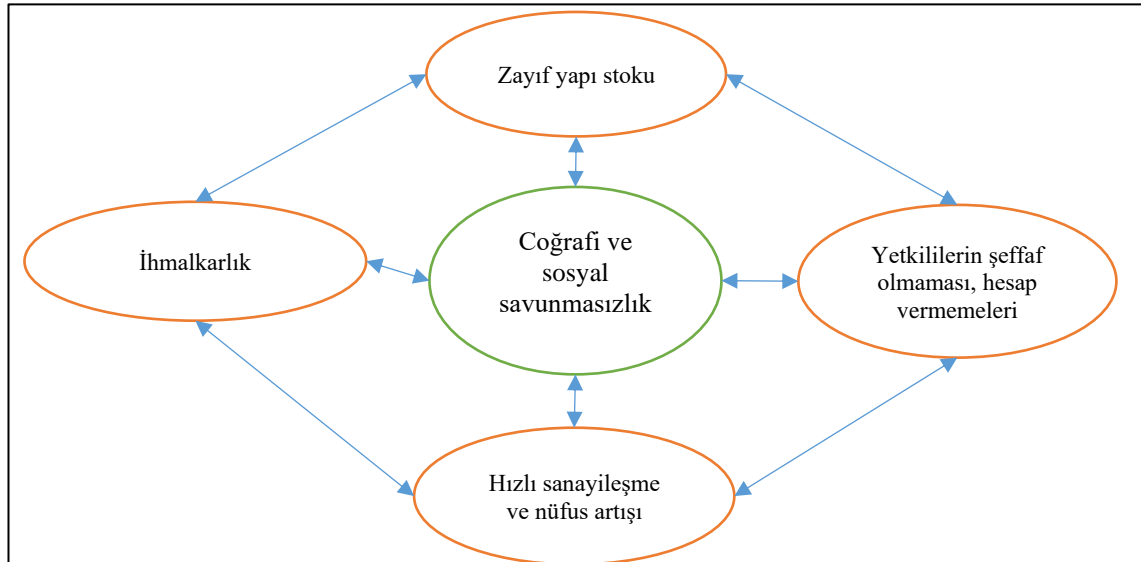 Zayıf yapı stoku
İhmalkarlık
Coğrafi ve
sosyal
savunmasızlık
Yetkililerin şeffaf
olmaması, hesap
vermemeleri
Hızlı sanayileşme
ve nüfus artışı